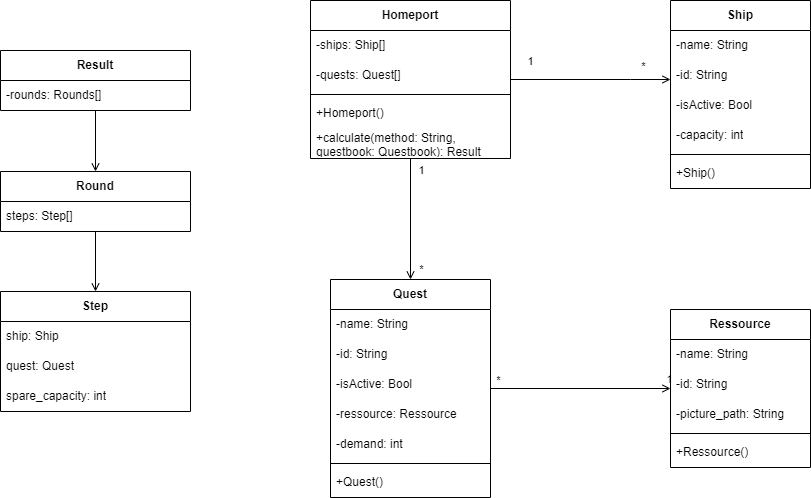 Result
-rounds: Rounds[]
Round
steps: Step[]
Step
ship: Ship
quest: Quest
spare_capacity: int
Homeport
-ships: Ship[]
-quests: Quest[]
+Homeport()
+calculate(method: String,
questbook: Questbook): Result
1
*
1
*
Ship
-name: String
-id: String
-isActive: Bool
-capacity: int
+Ship()
Quest
-name: String
-id: String
-isActive: Bool
-ressource: Ressource
-demand: int
+Quest()
*
1
Ressource
-name: String
-id: String
-picture_path: String
+Ressource()